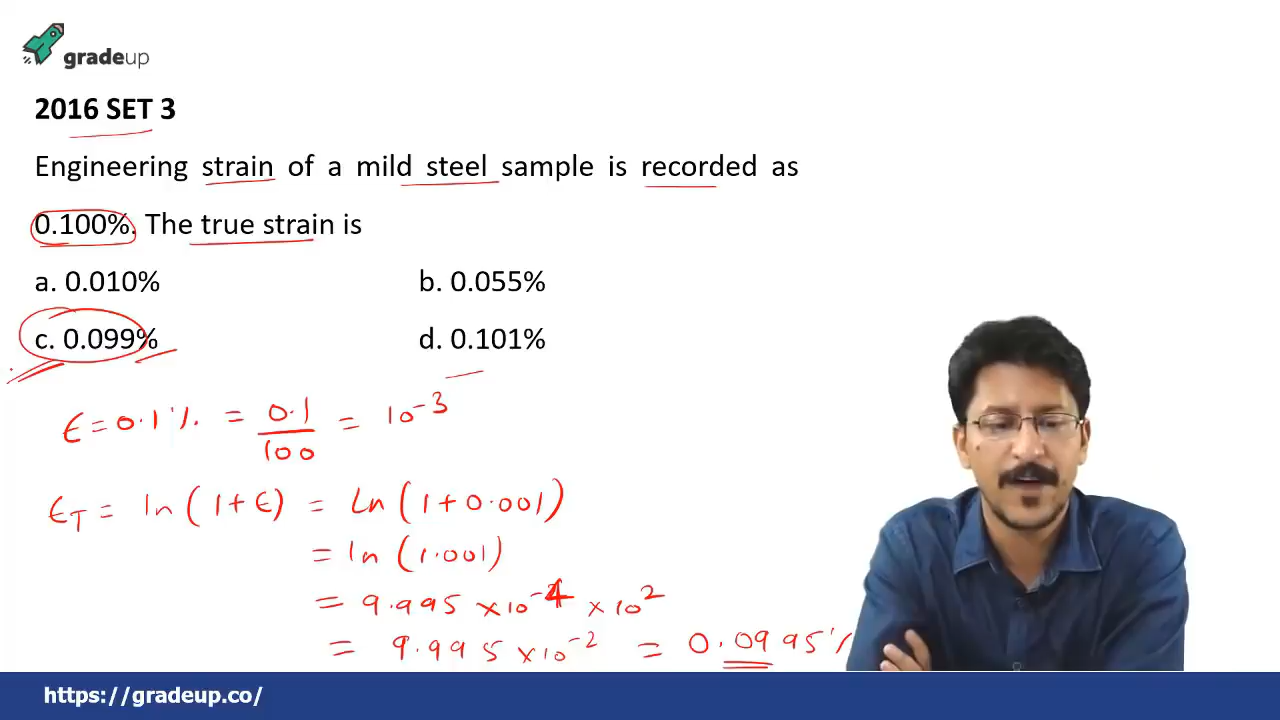 gradeup
2016 SET 3
Engineering strain of a mild steel sample is recorded as
0.100%. The true strain is
a. 0.010%
b. 0.055%
c. 0.099%
d. 0.101%
ϵ = 0.1 % = 0.1/100 = 10⁻³
ϵT = ln (1+ϵ) = ln (1+0.001)
= ln (1.001)
= 9.995 × 10⁻⁴ × 10²
= 9.995 × 10⁻² = 0.0995%
https://gradeup.co/